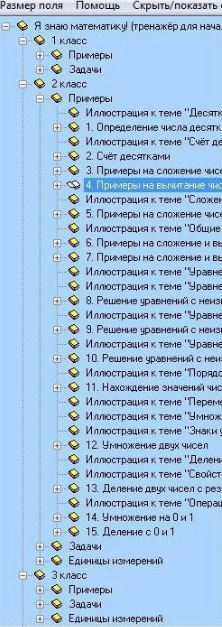 Размер поля Помощь Скрыть/показать
Я знаю математику! (тренажёр для нача
1 класс
Примеры
Задачи
2 класс
Примеры
Иллюстрация к теме "Десятк
1. Определение числа десятк
Иллюстрация к теме "Счёт де
2. Счёт десятками
3. Примеры на сложение чисе
4. Примеры на вычитание чис
Иллюстрация к теме "Сложен
5. Примеры на сложение чисе
Иллюстрация к теме "Общие
6. Примеры на сложение и вы
7. Примеры на сложение и вы
Иллюстрация к теме "Уравне
Иллюстрация к теме "Уравне
8. Решение уравнений с неиз
Иллюстрация к теме "Уравне
9. Решение уравнений с неиз
Иллюстрация к теме "Уравне
10. Решение уравнений с неи
Иллюстрация к теме "Порядо
11. Нахождение значений чис
Иллюстрация к теме "Переме
Иллюстрация к теме "Умнож
Иллюстрация к теме "Знаки
12. Умножение двух чисел
Иллюстрация к теме "Делени
Иллюстрация к теме "Свойст
13. Деление двух чисел с рез
Иллюстрация к теме "Операц
14. Умножение на 0 и 1
15. Деление с 0 и 1
Задачи
Единицы измерений
3 класс
Примеры
Задачи
Единицы измерений